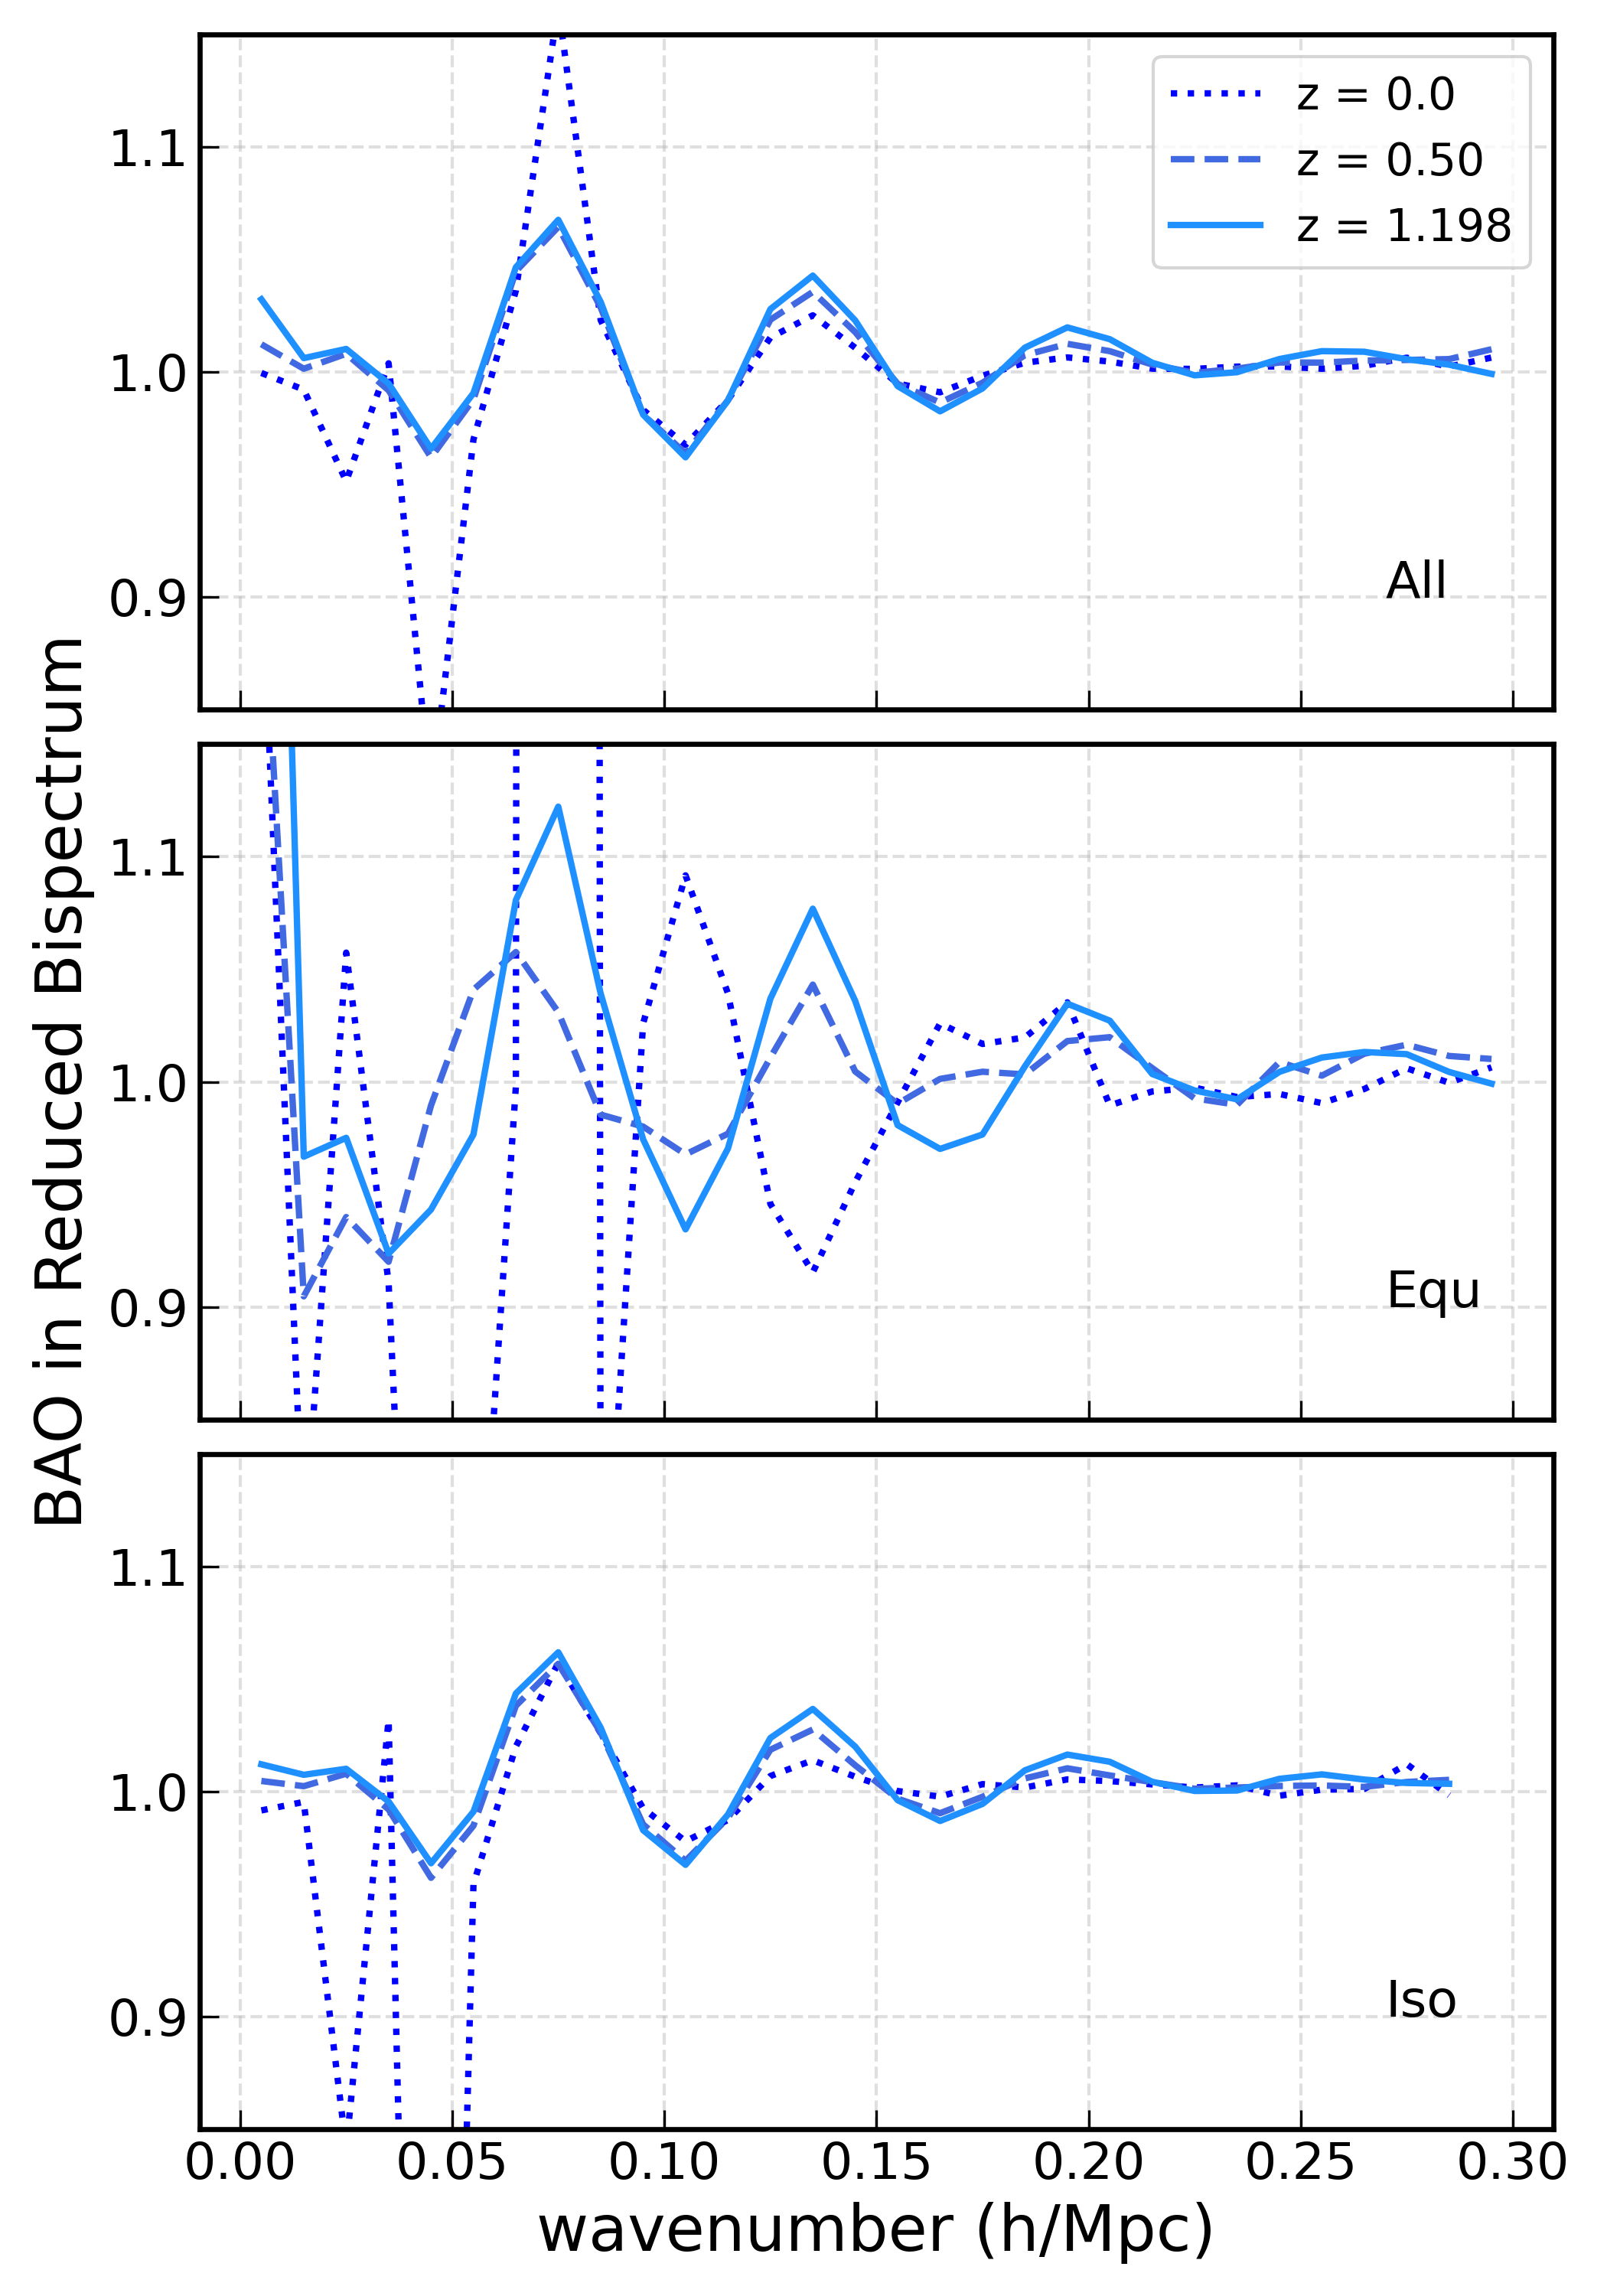 z = 0.0
z = 0.50
z = 1.198
1.1
1.0
0.9
All
BAO in Reduced Bispectrum
1.1
1.0
0.9
Equ
1.1
1.0
0.9
Iso
0.00 0.05 0.10 0.15 0.20 0.25 0.30
wavenumber (h/Mpc)